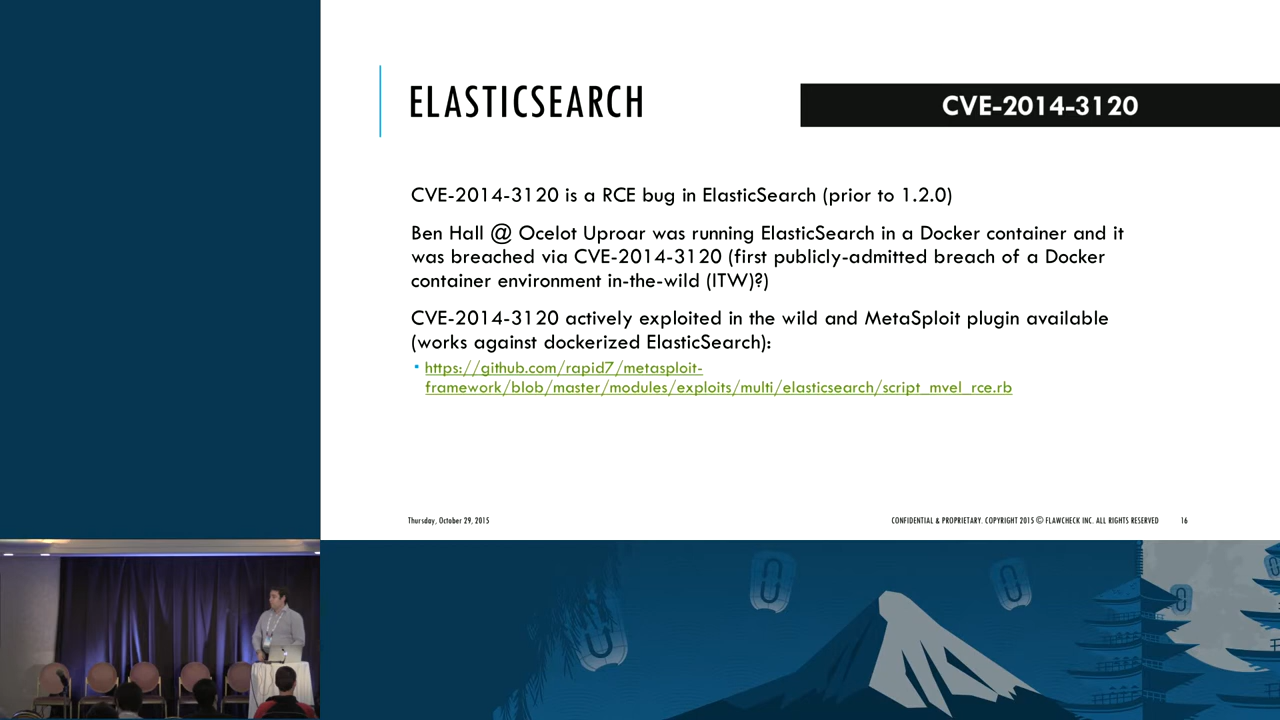 ELASTICSEARCH
CVE-2014-3120
CVE-2014-3120 is a RCE bug in ElasticSearch (prior to 1.2.0)
Ben Hall @ Ocelot Uproar was running ElasticSearch in a Docker container and it
was breached via CVE-2014-3120 (first publicly-admitted breach of a Docker
container environment in-the-wild (ITW)?)
CVE-2014-3120 actively exploited in the wild and MetaSploit plugin available
(works against dockerized ElasticSearch):
https://github.com/rapid7/metasploit-
framework/blob/master/modules/exploits/multi/elasticsearch/script_mvel_rce.rb
Thursday, October 29, 2015
CONFIDENTIAL & PROPRIETARY. COPYRIGHT 2015 © FLAWCHECK INC. ALL RIGHTS RESERVED
16